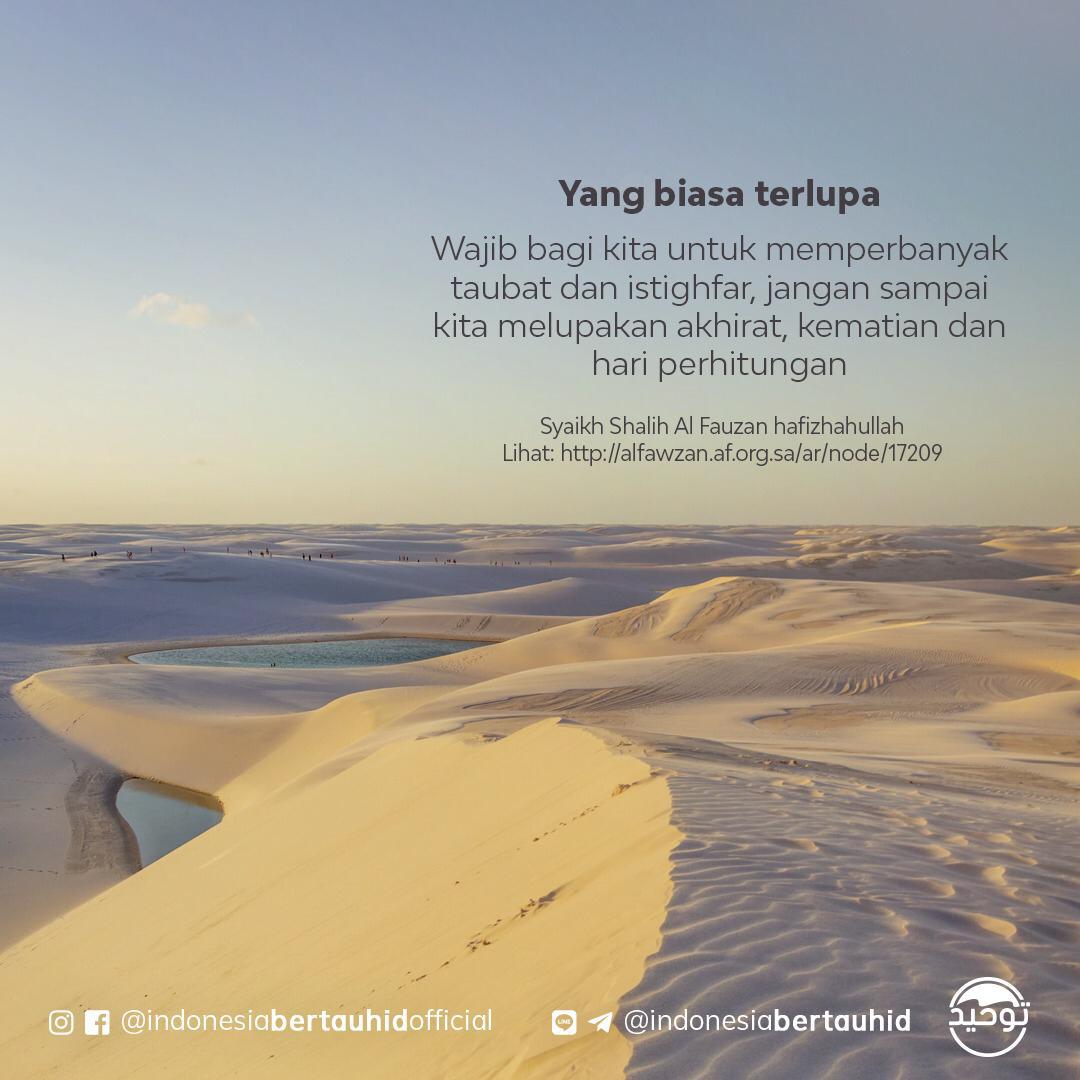 Yang biasa terlupa
Wajib bagi kita untuk memperbanyak
taubat dan istighfar, jangan sampai
kita melupakan akhirat, kematian dan
hari perhitungan
Syaikh Shalih Al Fauzan hafizhahullah
Lihat: http://alfawzan.af.org.sa/ar/node/17209
@indonesiabertauhidofficial
LINE
@indonesiabertauhid
توحيد